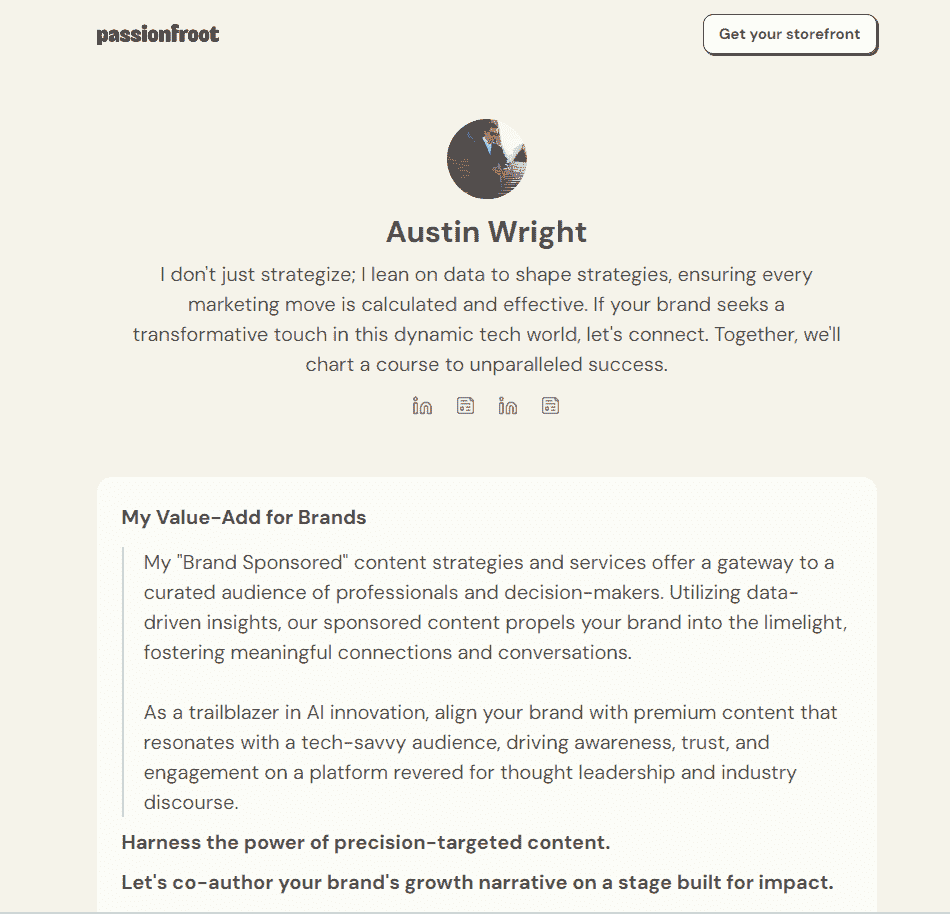 passionfroot
Get your storefront
Austin Wright
I don't just strategize; I lean on data to shape strategies, ensuring every
marketing move is calculated and effective. If your brand seeks a
transformative touch in this dynamic tech world, let's connect. Together, we'll
chart a course to unparalleled success.
My Value-Add for Brands
My "Brand Sponsored" content strategies and services offer a gateway to a
curated audience of professionals and decision-makers. Utilizing data-
driven insights, our sponsored content propels your brand into the limelight,
fostering meaningful connections and conversations.
As a trailblazer in AI innovation, align your brand with premium content that
resonates with a tech-savvy audience, driving awareness, trust, and
engagement on a platform revered for thought leadership and industry
discourse.
Harness the power of precision-targeted content.
Let's co-author your brand's growth narrative on a stage built for impact.